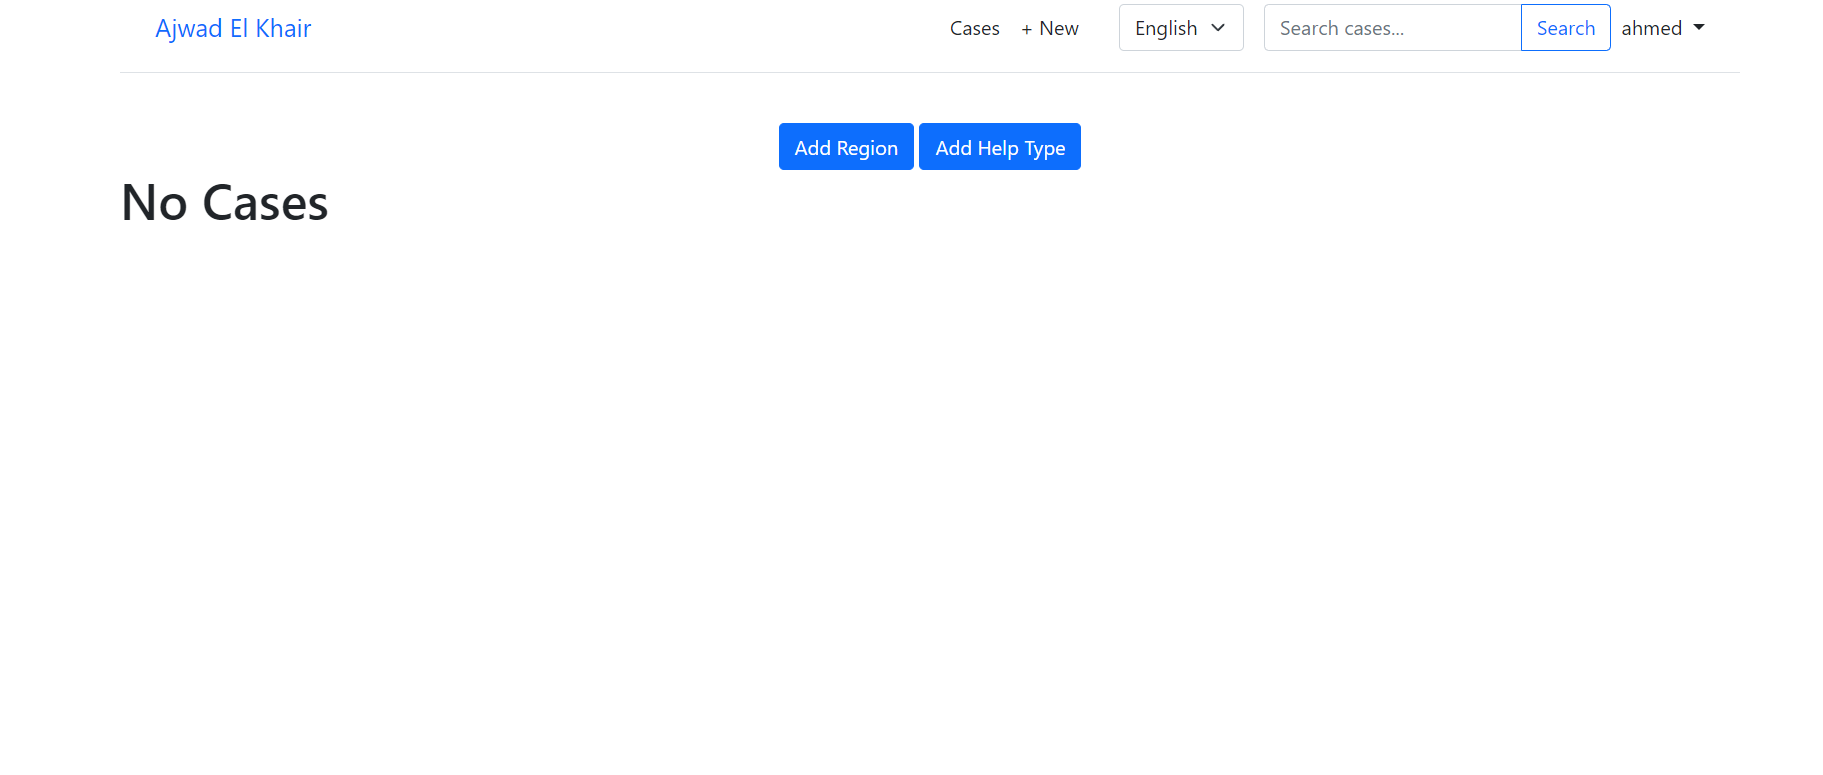 Ajwad El Khair Cases + New English Search cases... Search ahmed
Add Region Add Help Type
No Cases